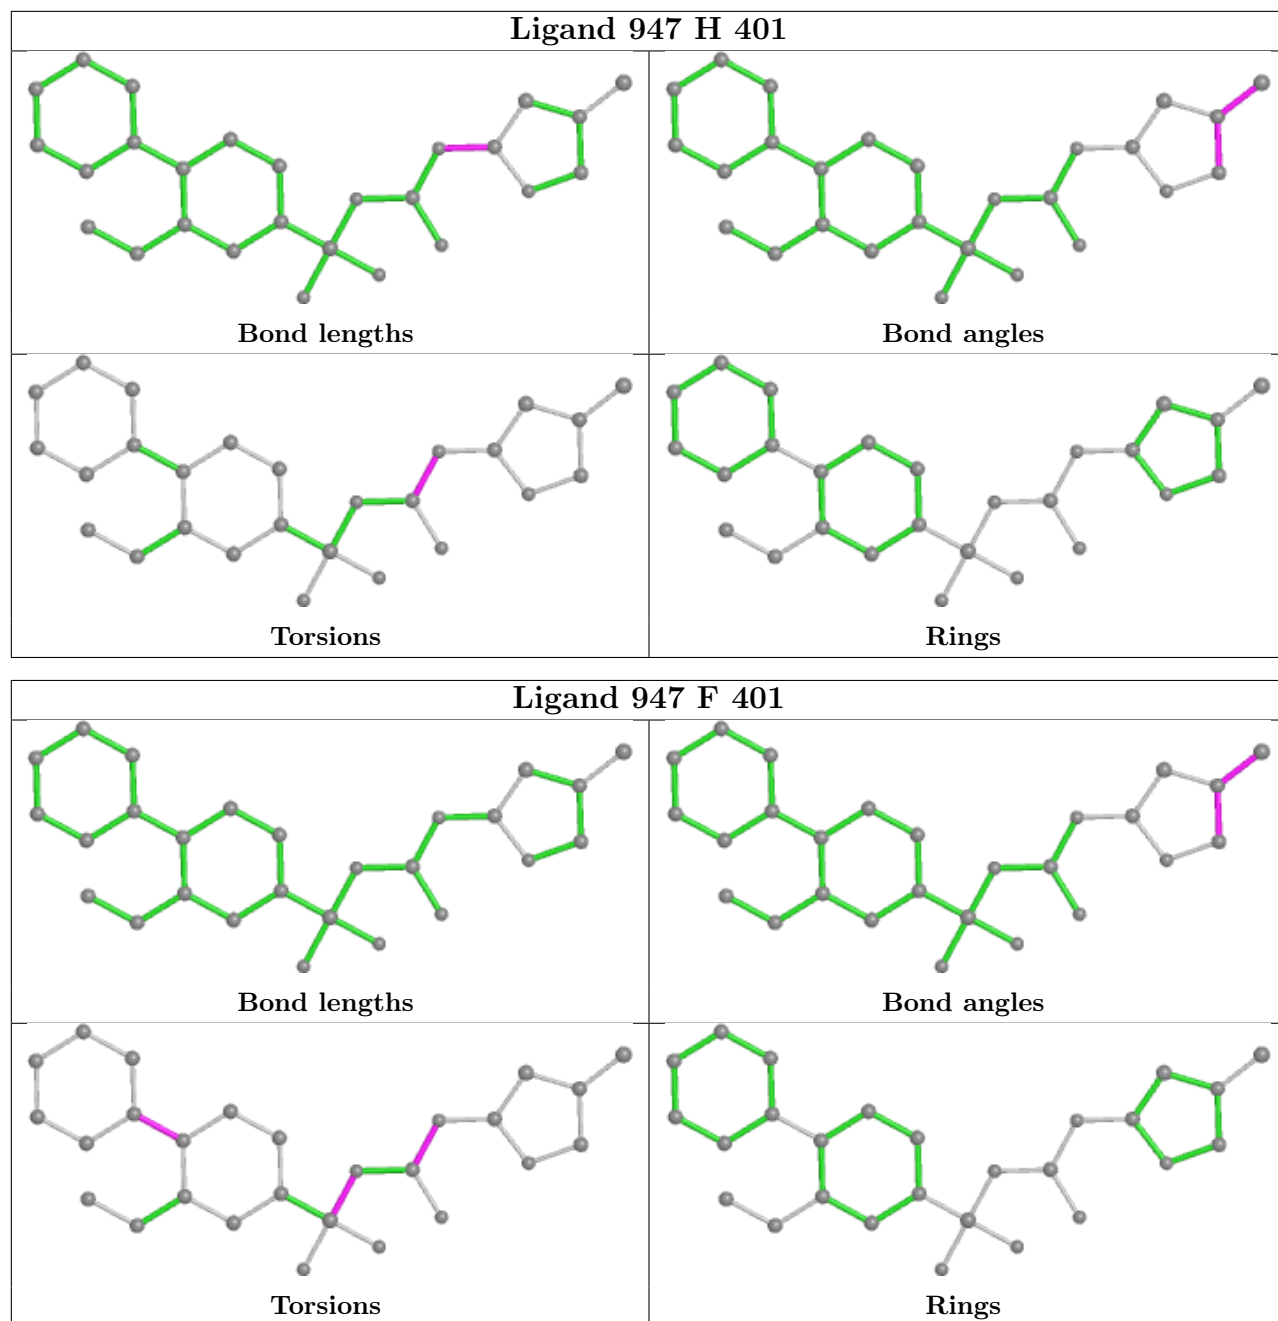 Ligand 947 H 401
Bond lengths
Bond angles
Torsions
Rings
Ligand 947 F 401
Bond lengths
Bond angles
Torsions
Rings